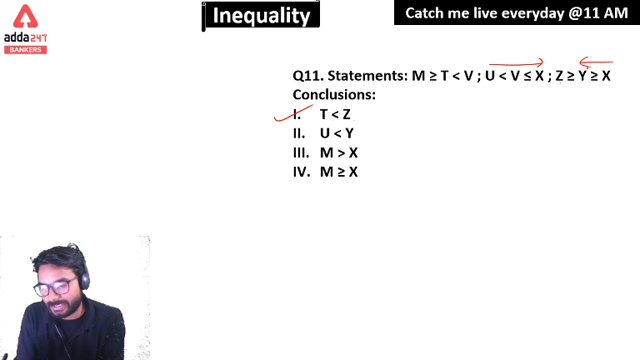 Inequality
Catch me live everyday @11 AM
adda247
BANKERS
Q11. Statements: M ≥ T < V ; U < V ≤ X ; Z ≥ Y ≥ X
Conclusions:
I. T < Z
II. U < Y
III. M > X
IV. M ≥ X